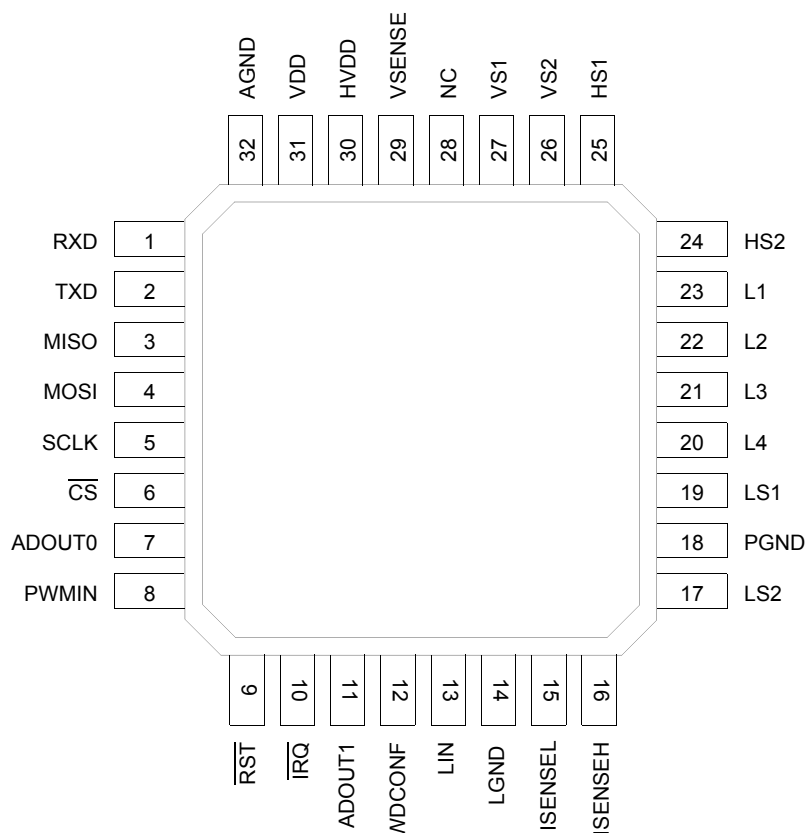 AGND
VDD
HVDD
VSENSE
NC
VS1
VS2
HS1
32
31
30
29
28
27
26
25
RXD 1
TXD 2
MISO 3
MOSI 4
SCLK 5
C̅S̅ 6
ADOUT0 7
PWMIN 8
24 HS2
23 L1
22 L2
21 L3
20 L4
19 LS1
18 PGND
17 LS2
9
10
11
12
13
14
15
16
R̅S̅T̅
I̅R̅Q̅
ADOUT1
WDCONF
LIN
LGND
ISENSEL
ISENSEH